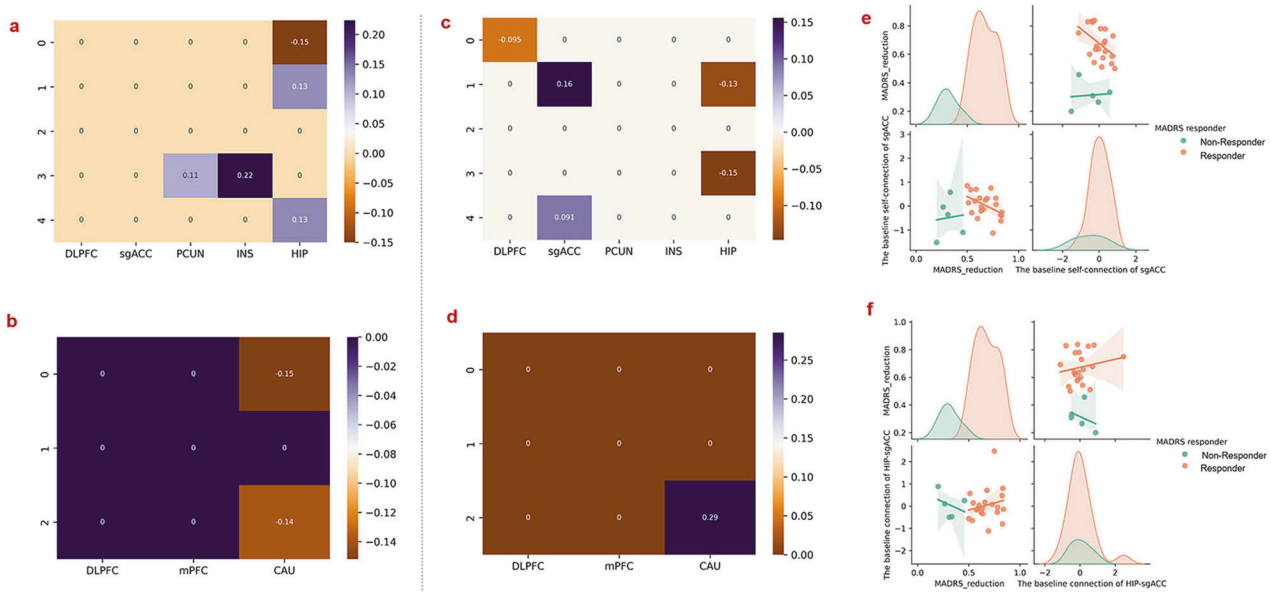 a
0 0 0 0 0 -0.15
1 0 0 0 0 0.13
2 0 0 0 0 0
3 0 0 0.11 0.22 0
4 0 0 0 0 0.13
DLPFC sgACC PCUN INS HIP
0.20
0.15
0.10
0.05
0.00
−0.05
−0.10
−0.15
b
0 0 0 -0.15
1 0 0 0
2 0 0 -0.14
DLPFC mPFC CAU
0.00
−0.02
−0.04
−0.06
−0.08
−0.10
−0.12
−0.14
c
0 -0.095 0 0 0 0
1 0 0.16 0 0 -0.13
2 0 0 0 0 0
3 0 0 0 0 -0.15
4 0 0.091 0 0 0
DLPFC sgACC PCUN INS HIP
0.15
0.10
0.05
0.00
−0.05
−0.10
d
0 0 0 0
1 0 0 0
2 0 0 0.29
DLPFC mPFC CAU
0.25
0.20
0.15
0.10
0.05
0.00
e
MADRS_reduction
1.0
0.8
0.6
0.4
0.2
The baseline self-connection of sgACC
3
2
1
0
−1
0.0 0.5 1.0
MADRS_reduction
−2 0 2
The baseline self-connection of sgACC
MADRS responder
Non-Responder
Responder
f
MADRS_reduction
1.0
0.8
0.6
0.4
0.2
The baseline connection of HIP-sgACC
2
1
0
−1
−2
0.0 0.5 1.0
MADRS_reduction
−2 0 2
The baseline connection of HIP-sgACC
MADRS responder
Non-Responder
Responder